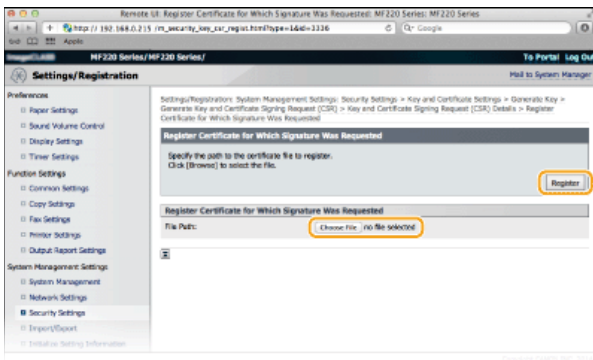 Remote UI: Register Certificate for Which Signature Was Requested: MF220 Series: MF220 Series
http://192.168.0.215/m_security_key_csr_regist.html?type=1&id=3336
Google
Apple
imageCLASS MF220 Series/MF220 Series/ To Portal Log Ou
Settings/Registration Mail to System Manager
Preferences
Paper Settings
Sound Volume Control
Display Settings
Timer Settings
Function Settings
Common Settings
Copy Settings
Fax Settings
Printer Settings
Output Report Settings
System Management Settings
System Management
Network Settings
Security Settings
Import/Export
Initialize Setting Information
Settings/Registration: System Management Settings: Security Settings > Key and Certificate Settings > Generate Key >
Generate Key and Certificate Signing Request (CSR) > Key and Certificate Signing Request (CSR) Details > Register
Certificate for Which Signature Was Requested
Register Certificate for Which Signature Was Requested
Specify the path to the certificate file to register.
Click [Browse] to select the file.
Register
Register Certificate for Which Signature Was Requested
File Path: Choose File no file selected